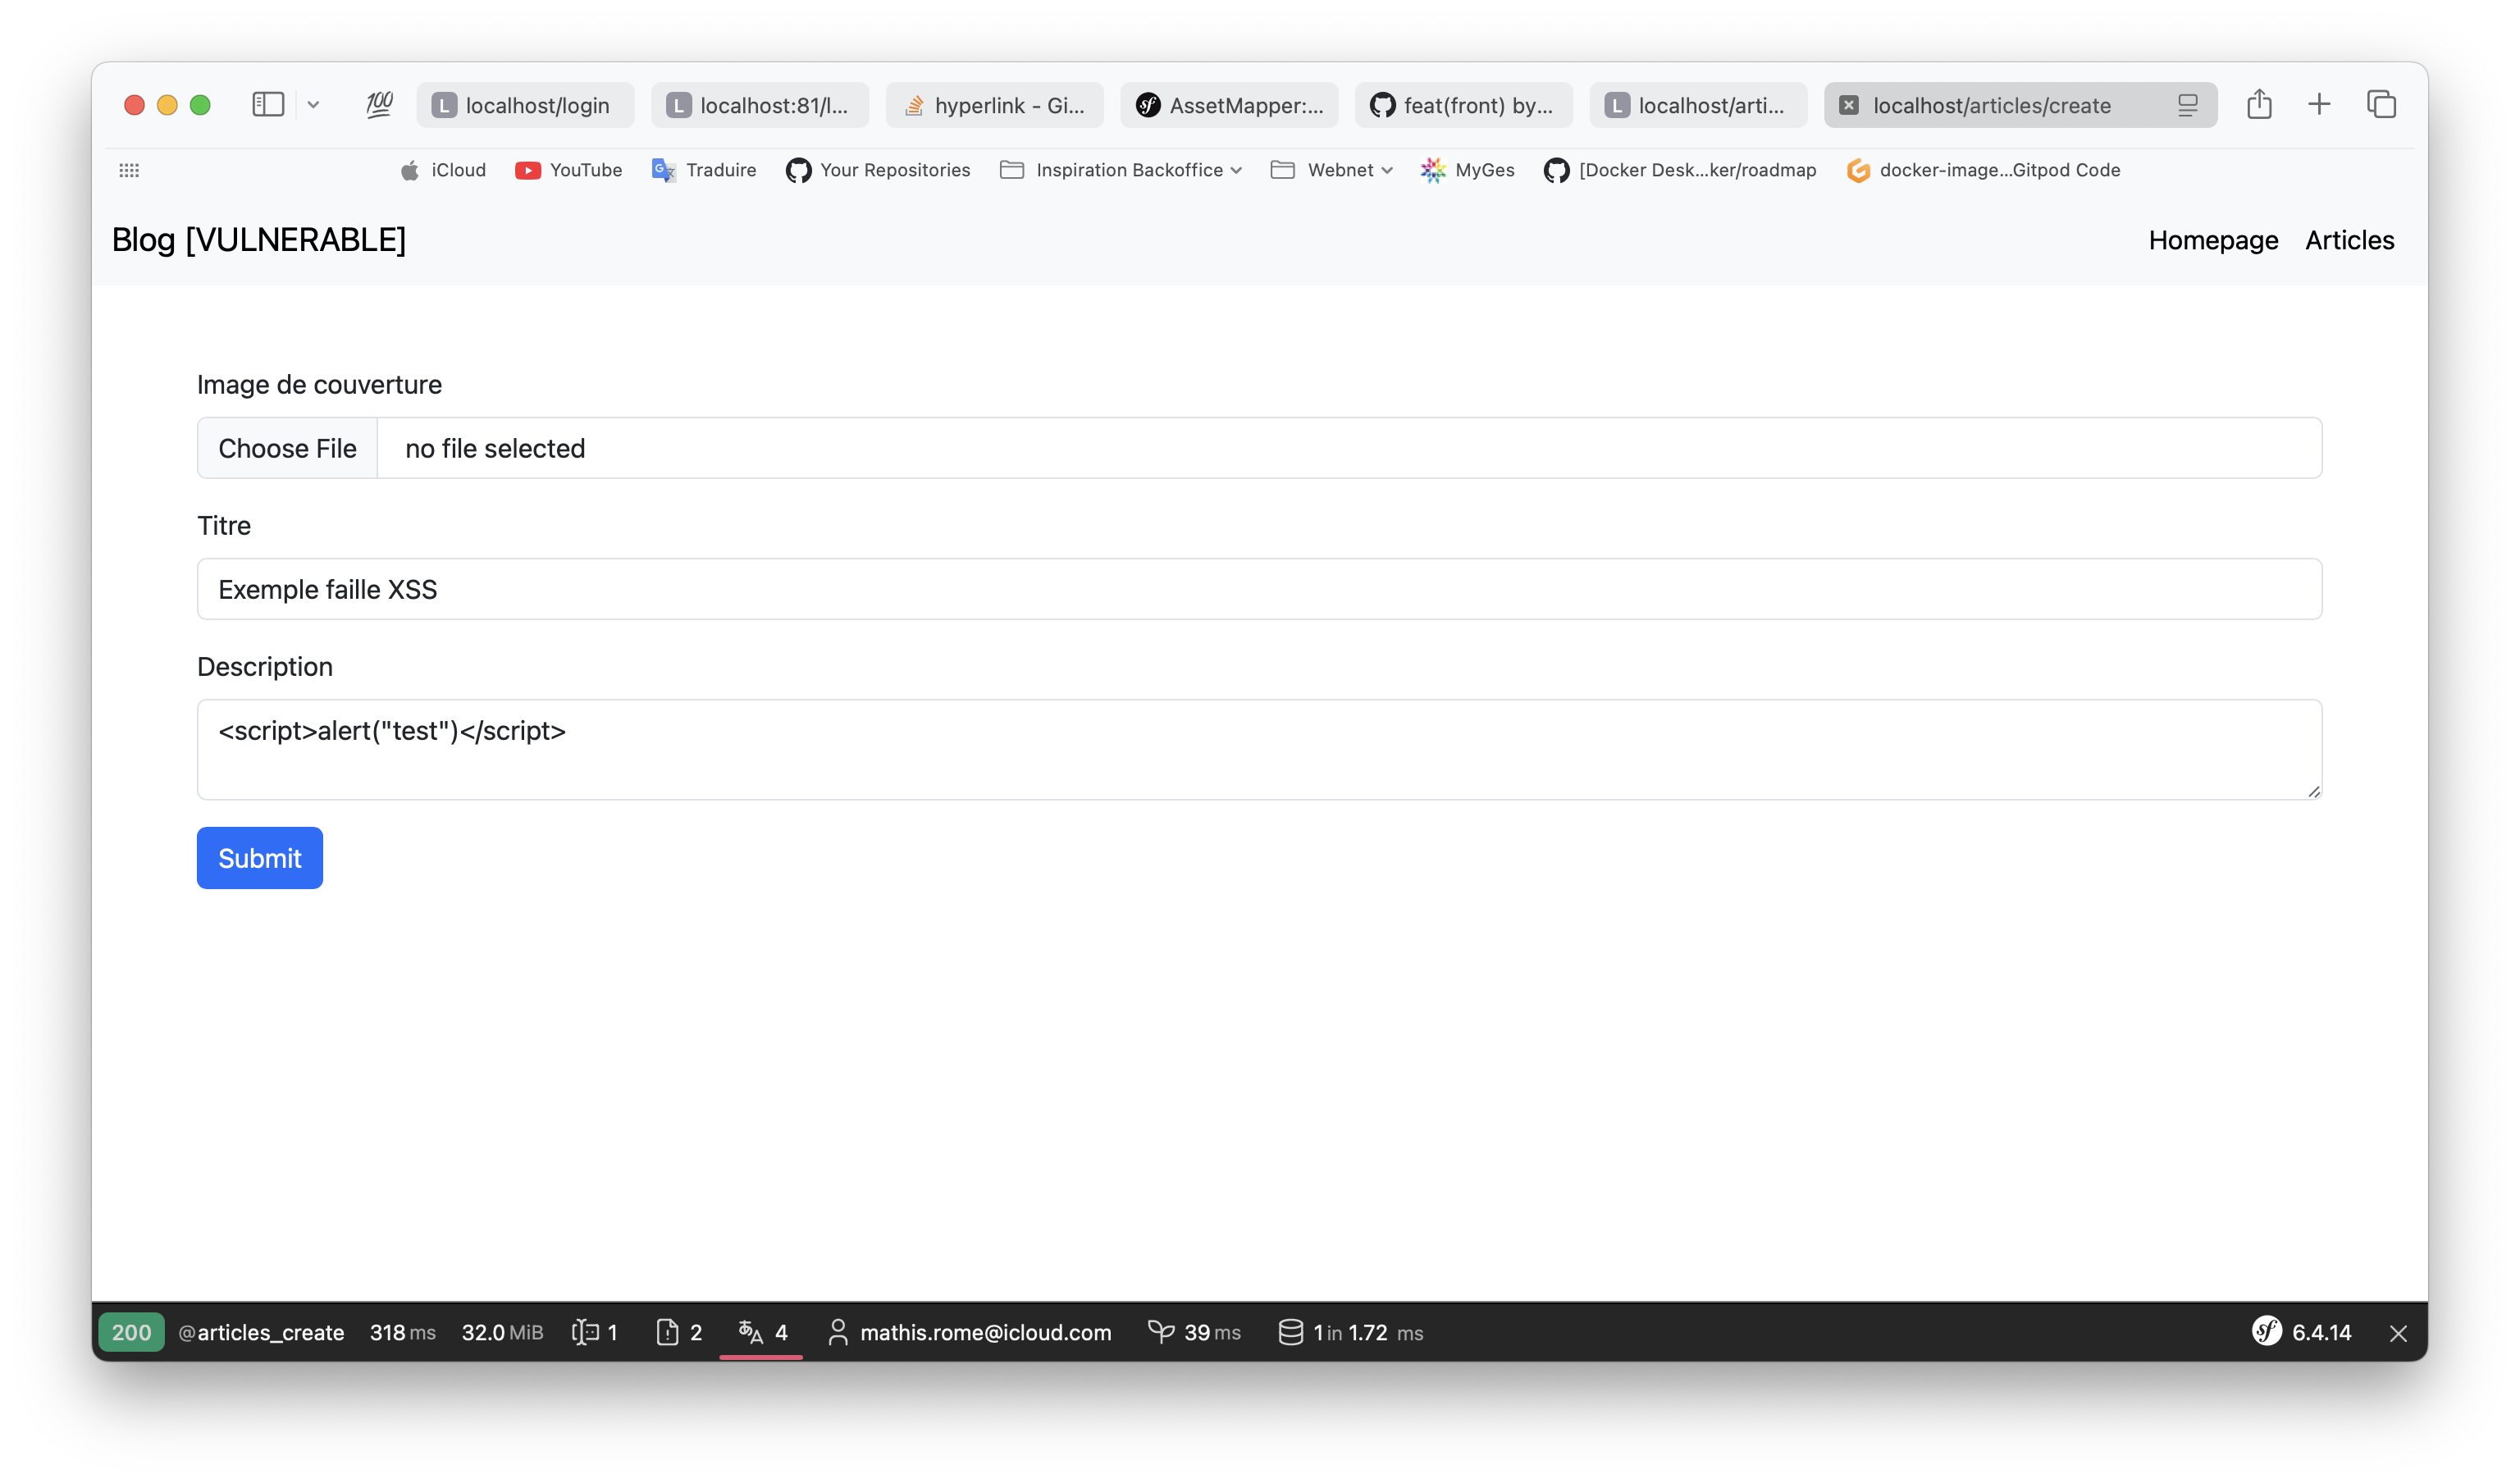 💯 L localhost/login L localhost:81/l... hyperlink - Gi... sf AssetMapper:... feat(front) by... L localhost/arti... localhost/articles/create
iCloud YouTube Traduire Your Repositories Inspiration Backoffice Webnet MyGes [Docker Desk...ker/roadmap docker-image...Gitpod Code
Blog [VULNERABLE] Homepage Articles
Image de couverture
Choose File no file selected
Titre
Exemple faille XSS
Description
<script>alert("test")</script>
Submit
200 @articles_create 318 ms 32.0 MiB 1 2 4 mathis.rome@icloud.com 39 ms 1 in 1.72 ms sf 6.4.14